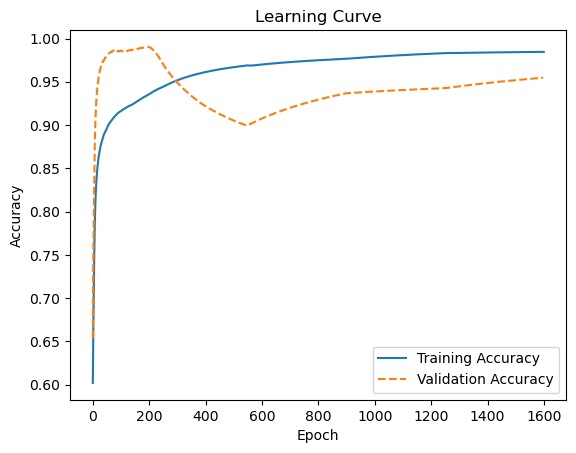 Learning Curve
1.00
0.95
0.90
0.85
0.80
0.75
0.70
0.65
0.60
Accuracy
Training Accuracy
Validation Accuracy
0 200 400 600 800 1000 1200 1400 1600
Epoch